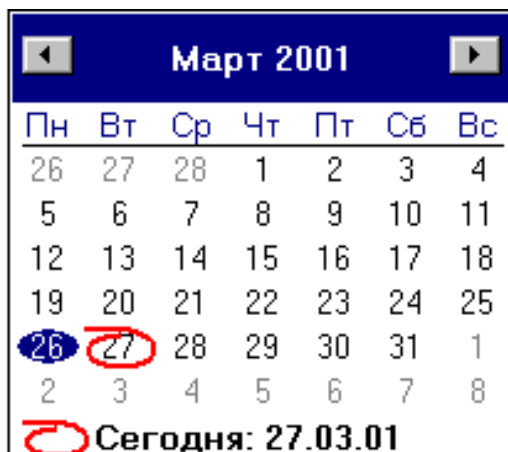 Март 2001
Пн Вт Ср Чт Пт Сб Вс
26 27 28 1 2 3 4
5 6 7 8 9 10 11
12 13 14 15 16 17 18
19 20 21 22 23 24 25
26 27 28 29 30 31 1
2 3 4 5 6 7 8
Сегодня: 27.03.01